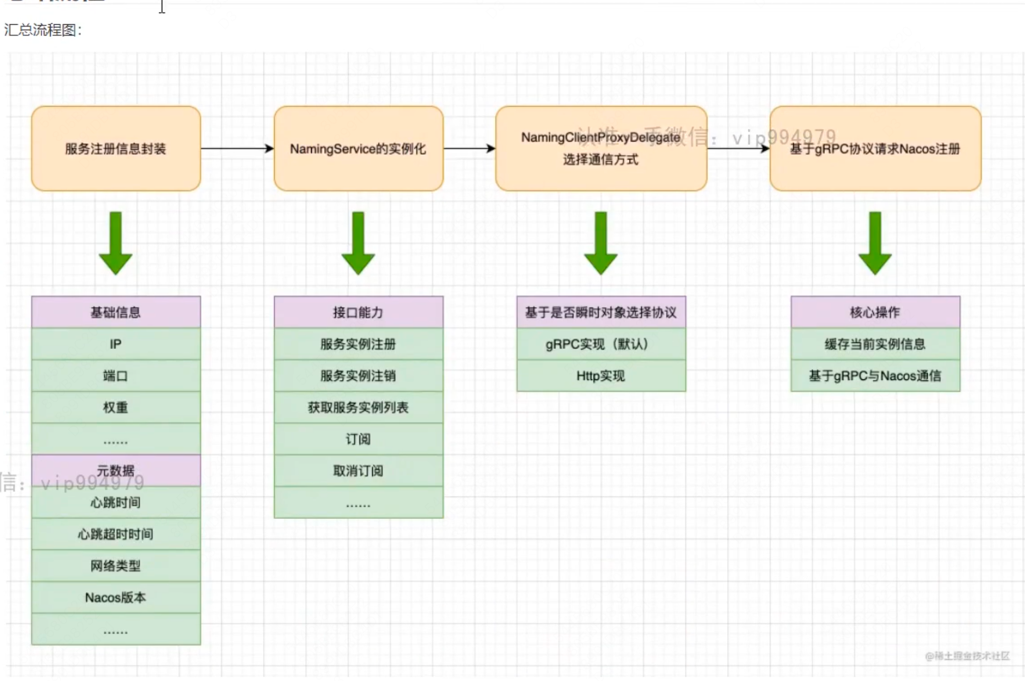 汇总流程图:
服务注册信息封装
NamingService的实例化
NamingClientProxyDelegate
选择通信方式
基于gRPC协议请求Nacos注册
手微信: vip994979
基础信息
IP
端口
权重
......
元数据
心跳时间
心跳超时时间
网络类型
Nacos版本
......
接口能力
服务实例注册
服务实例注销
获取服务实例列表
订阅
取消订阅
......
基于是否瞬时对象选择协议
gRPC实现（默认）
Http实现
核心操作
缓存当前实例信息
基于gRPC与Nacos通信
信: vip994979
@稀土掘金技术社区